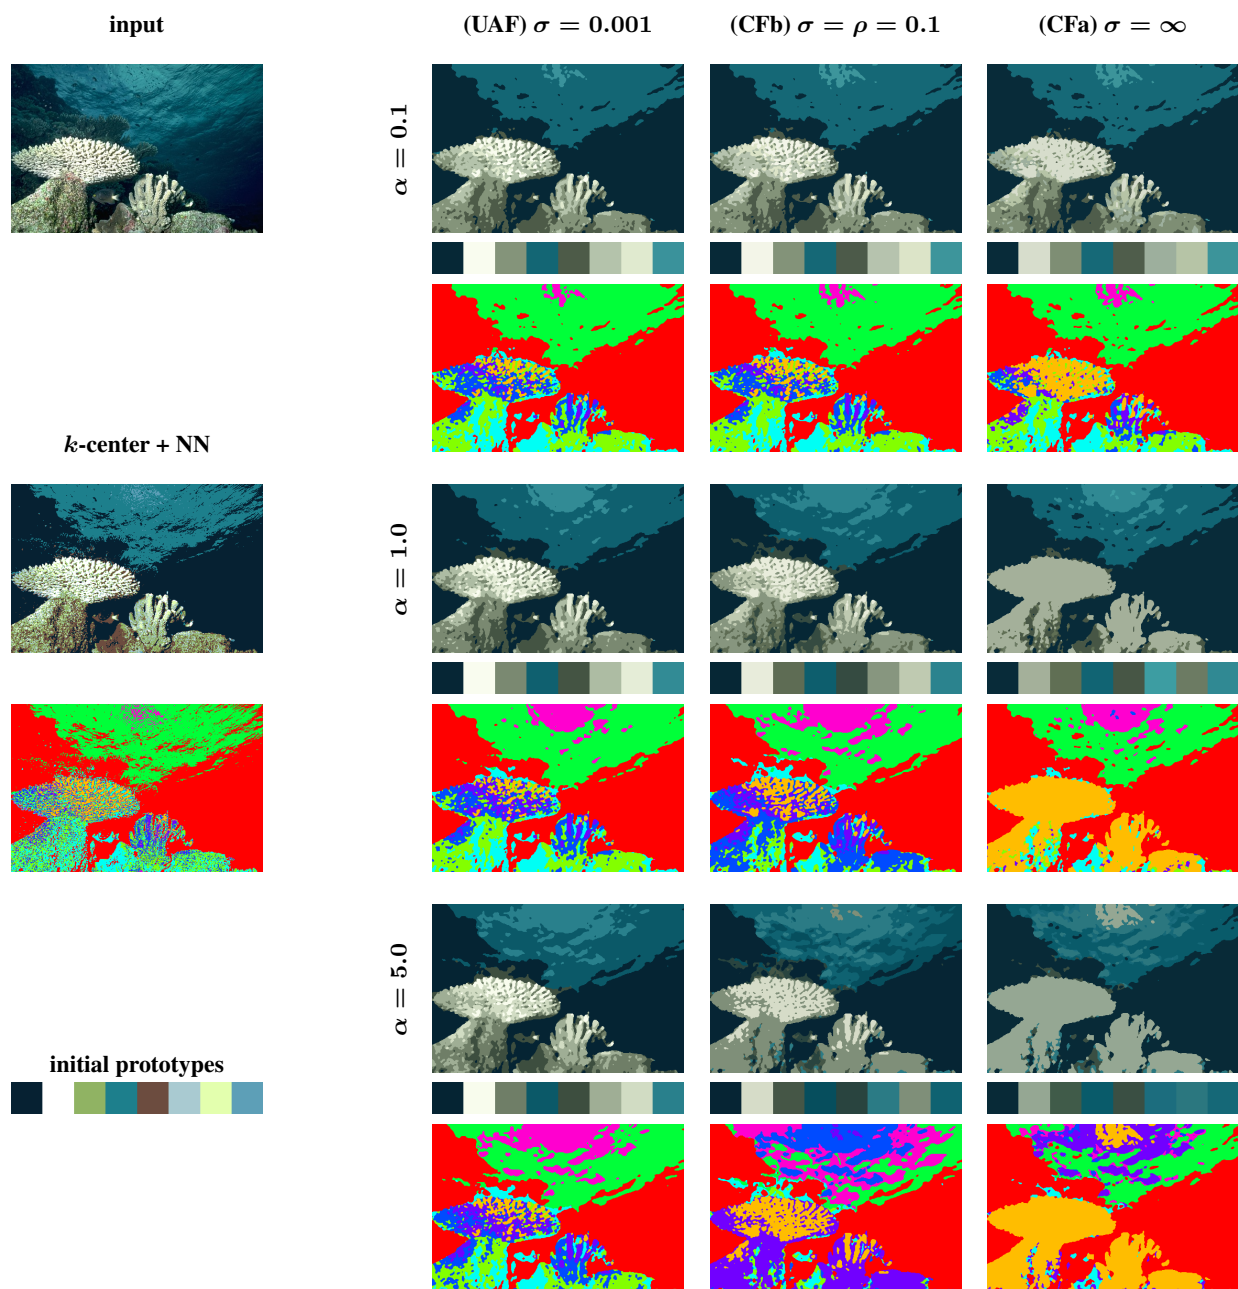 input
(UAF) σ = 0.001
(CFb) σ = ρ = 0.1
(CFa) σ = ∞
α = 0.1
k-center + NN
α = 1.0
α = 5.0
initial prototypes